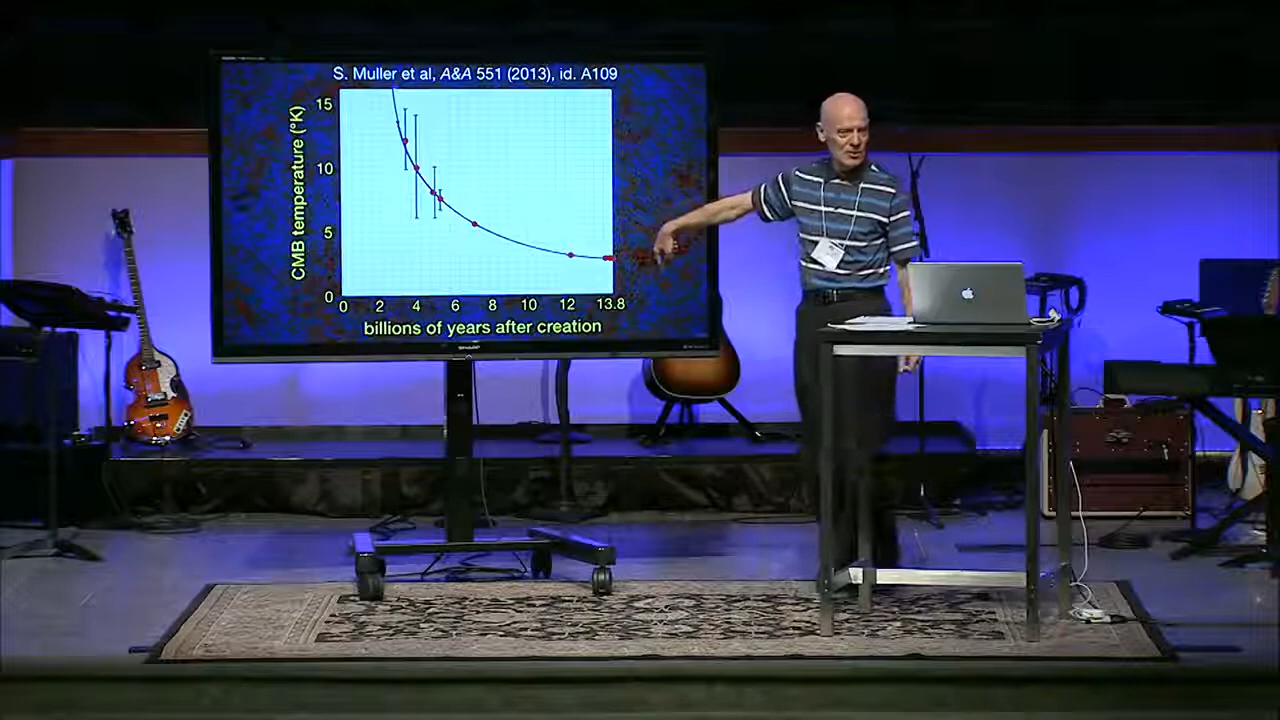 S. Muller et al, A&A 551 (2013), id. A109
CMB temperature (°K)
15
10
5
0
0 2 4 6 8 10 12 13.8
billions of years after creation
SHARP